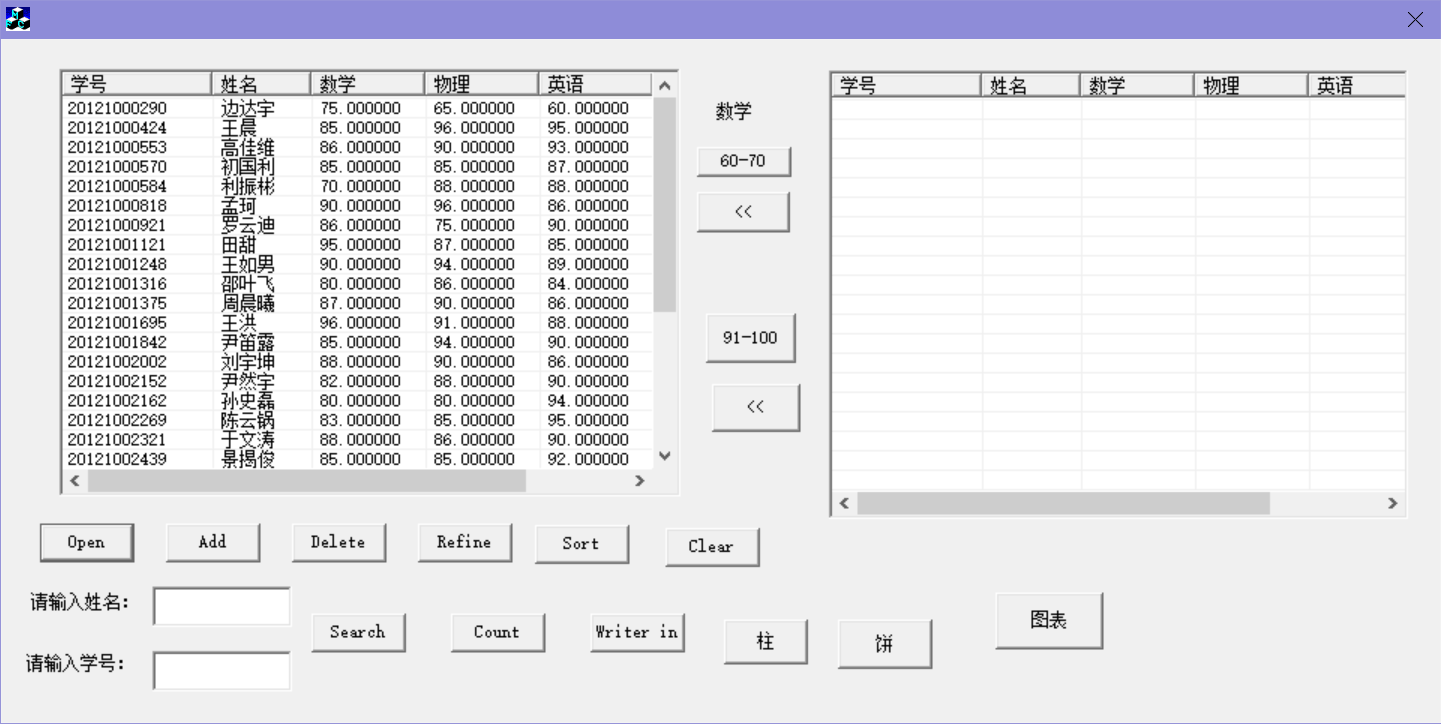 学号 姓名 数学 物理 英语
20121000290 边达宇 75.000000 65.000000 60.000000
20121000424 王晨 85.000000 96.000000 95.000000
20121000553 高佳维 86.000000 90.000000 93.000000
20121000570 初国利 85.000000 85.000000 87.000000
20121000584 利振彬 70.000000 88.000000 88.000000
20121000818 孟珂 90.000000 96.000000 86.000000
20121000921 罗云迪 86.000000 75.000000 90.000000
20121001121 田甜 95.000000 87.000000 85.000000
20121001248 王如男 90.000000 94.000000 89.000000
20121001316 邵叶飞 80.000000 86.000000 84.000000
20121001375 周晨曦 87.000000 90.000000 86.000000
20121001695 王洪 96.000000 91.000000 88.000000
20121001842 尹笛露 85.000000 94.000000 90.000000
20121002002 刘宇坤 88.000000 90.000000 86.000000
20121002152 尹然宇 82.000000 88.000000 90.000000
20121002162 孙史磊 80.000000 80.000000 94.000000
20121002269 陈云锅 83.000000 85.000000 95.000000
20121002321 于文涛 88.000000 86.000000 90.000000
20121002439 景揭俊 85.000000 85.000000 92.000000
数学
60-70
<<
91-100
<<
学号 姓名 数学 物理 英语
Open Add Delete Refine Sort Clear
请输入姓名：
请输入学号：
Search Count Writer in 柱 饼 图表